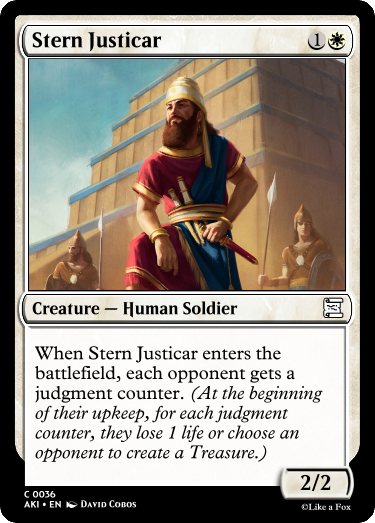 Stern Justicar 1
Creature — Human Soldier
When Stern Justicar enters the
battlefield, each opponent gets a
judgment counter. (At the beginning
of their upkeep, for each judgment
counter, they lose 1 life or choose an
opponent to create a Treasure.)
2/2
C 0036
AKI • EN David Cobos
©Like a Fox